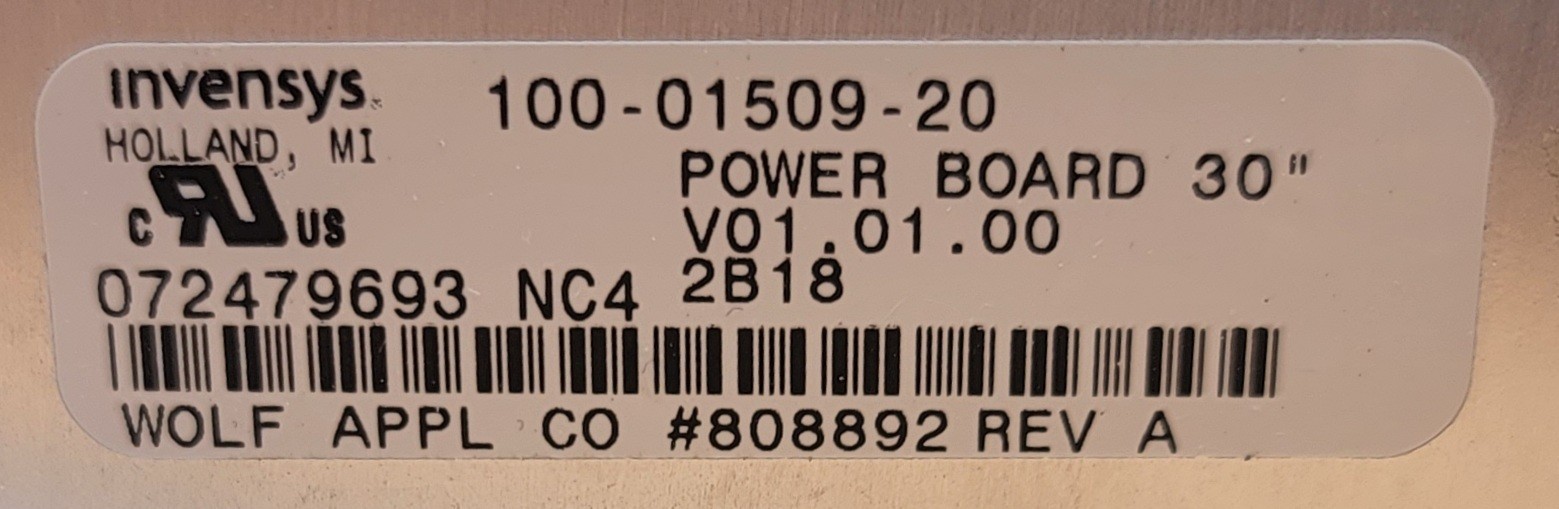 invensys
100-01509-20
HOLLAND, MI
POWER BOARD 30"
C RU US
V01.01.00
2B18
072479693 NC4
WOLF APPL CO #808892 REV A